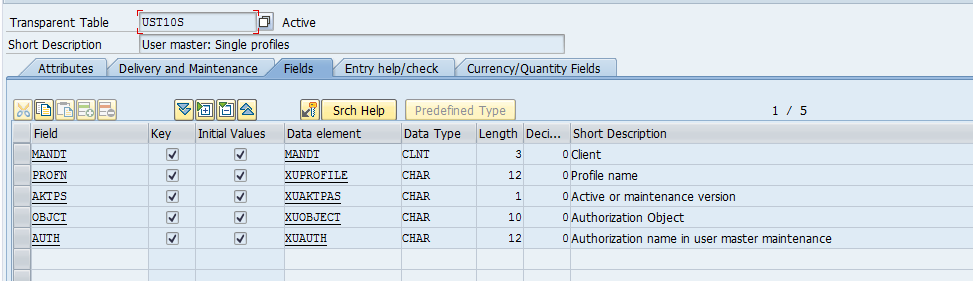 Transparent Table UST10S Active
Short Description User master: Single profiles
Attributes Delivery and Maintenance Fields Entry help/check Currency/Quantity Fields
Srch Help Predefined Type 1 / 5
Field Key Initial Values Data element Data Type Length Deci... Short Description
MANDT MANDT CLNT 3 0 Client
PROFN XUPROFILE CHAR 12 0 Profile name
AKTPS XUAKTPAS CHAR 1 0 Active or maintenance version
OBJCT XUOBJECT CHAR 10 0 Authorization Object
AUTH XUAUTH CHAR 12 0 Authorization name in user master maintenance